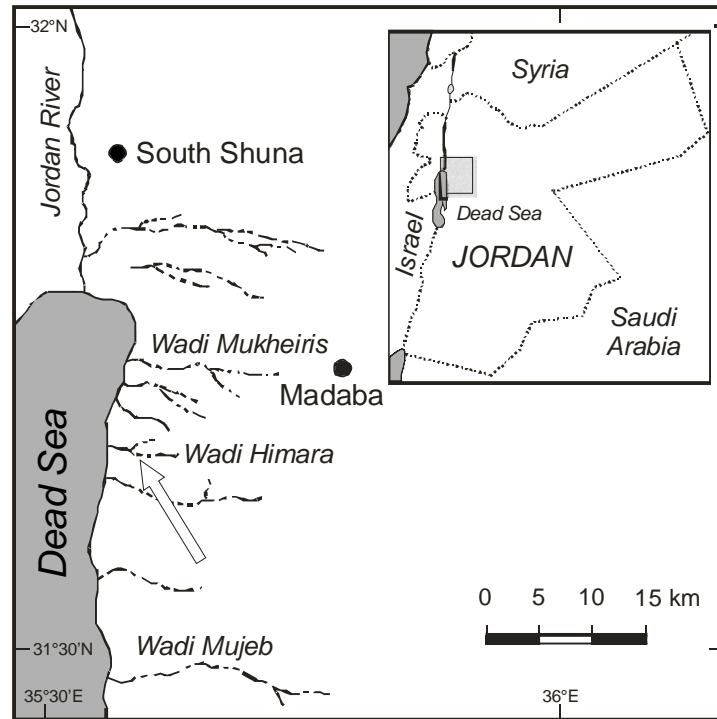 32°N
Jordan River
South Shuna
Wadi Mukheiris
Madaba
Wadi Himara
Dead Sea
Wadi Mujeb
31°30'N
35°30'E
36°E
0 5 10 15 km
Syria
Dead Sea
Israel
JORDAN
Saudi
Arabia